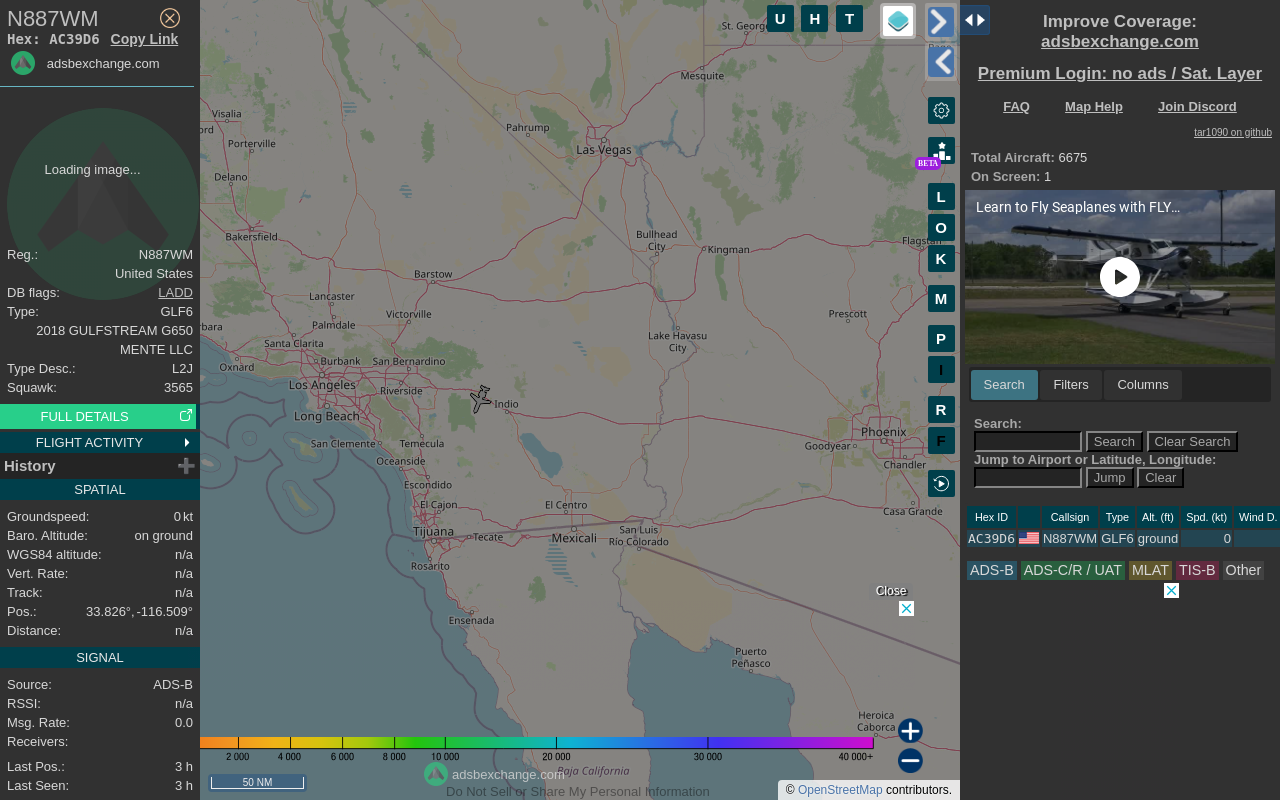 N887WM
Hex: AC39D6 Copy Link
adsbexchange.com
Loading image...
Reg.: N887WM
United States
DB flags: LADD
Type: GLF6
2018 GULFSTREAM G650
MENTE LLC
Type Desc.: L2J
Squawk: 3565
FULL DETAILS
FLIGHT ACTIVITY
History
SPATIAL
Groundspeed: 0 kt
Baro. Altitude: on ground
WGS84 altitude: n/a
Vert. Rate: n/a
Track: n/a
Pos.: 33.826°, -116.509°
Distance: n/a
SIGNAL
Source: ADS-B
RSSI: n/a
Msg. Rate: 0.0
Receivers:
Last Pos.: 3 h
Last Seen: 3 h
U H T
St. George
Mesquite
Visalia
ord
Porterville
Pahrump
Las Vegas
Delano
Bakersfield
Bullhead
City
Kingman
Flagstaff
Barstow
Lancaster
Palmdale
Victorville
Prescott
bara
Santa Clarita
Lake Havasu
City
Oxnard
Burbank
San Bernardino
Los Angeles
Riverside
Indio
Long Beach
Phoenix
San Clemente
Temecula
Goodyear
Oceanside
Chandler
Escondido
El Cajon
El Centro
Casa Grande
Tijuana
Tecate
Mexicali
San Luis
Río Colorado
Rosarito
Ensenada
Puerto
Peñasco
Heroica
Caborca
Baja California
BETA
L
O
K
M
P
I
R
F
Close
2 000 4 000 6 000 8 000 10 000 20 000 30 000 40 000+
50 NM
adsbexchange.com
Do Not Sell or Share My Personal Information
© OpenStreetMap contributors.
Improve Coverage:
adsbexchange.com
Premium Login: no ads / Sat. Layer
FAQ Map Help Join Discord
tar1090 on github
Total Aircraft: 6675
On Screen: 1
Learn to Fly Seaplanes with FLY...
Search Filters Columns
Search:
Search Clear Search
Jump to Airport or Latitude, Longitude:
Jump Clear
Hex ID Callsign Type Alt. (ft) Spd. (kt) Wind D.
AC39D6 N887WM GLF6 ground 0
ADS-B ADS-C/R / UAT MLAT TIS-B Other